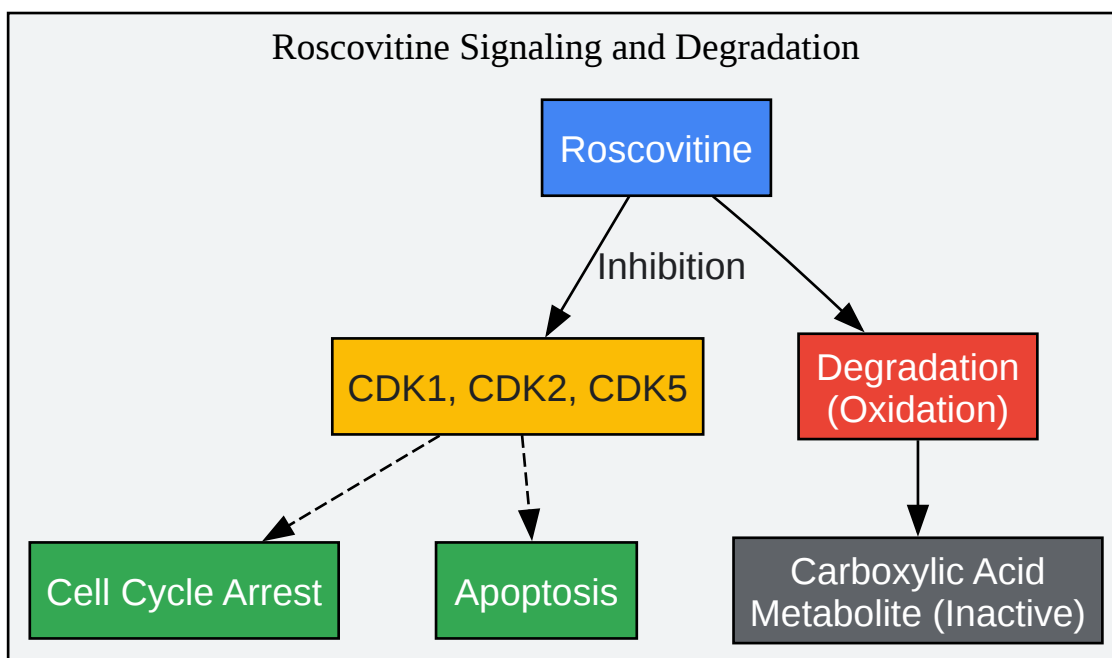 Roscovitine Signaling and Degradation
Roscovitine
Inhibition
CDK1, CDK2, CDK5
Degradation
(Oxidation)
Cell Cycle Arrest
Apoptosis
Carboxylic Acid
Metabolite (Inactive)